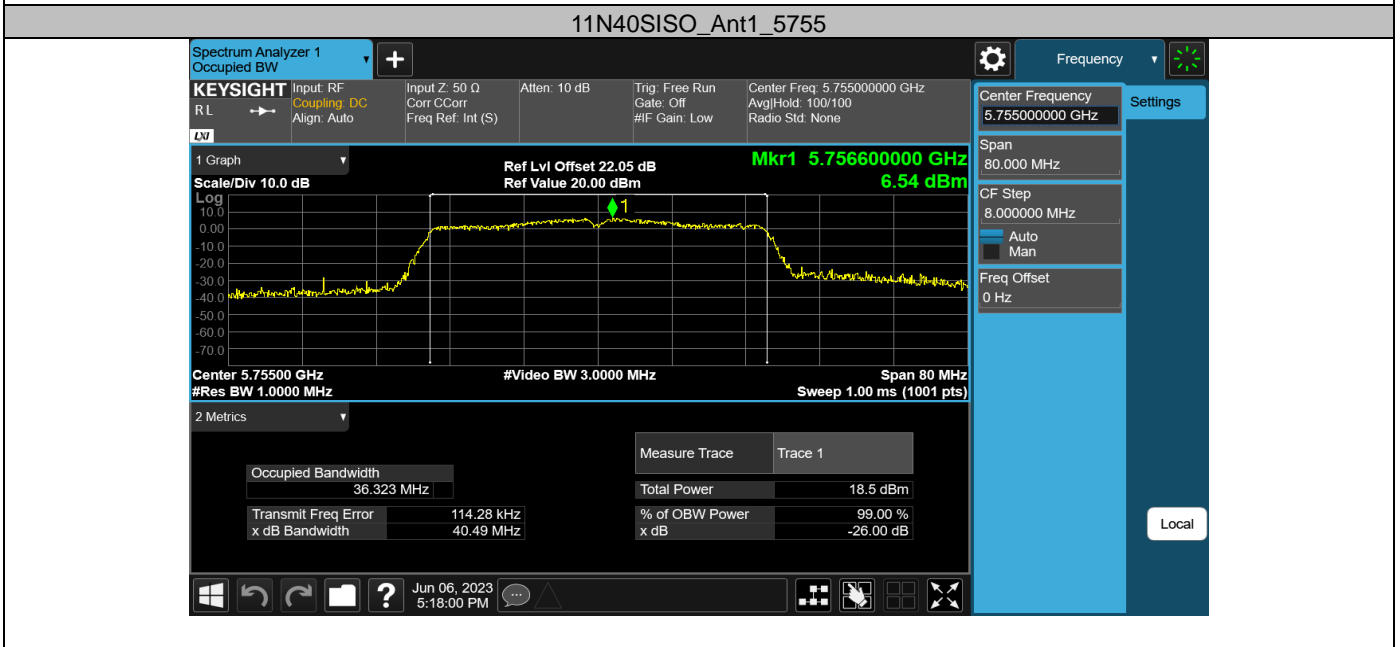 11N40SISO_Ant1_5755
Spectrum Analyzer 1
Occupied BW
+
Frequency
KEYSIGHT
R L
LXI
Input: RF
Coupling: DC
Align: Auto
Input Z: 50 Ω
Corr CCorr
Freq Ref: Int (S)
Atten: 10 dB
Trig: Free Run
Gate: Off
#IF Gain: Low
Center Freq: 5.755000000 GHz
Avg|Hold: 100/100
Radio Std: None
Center Frequency
5.755000000 GHz
Settings
Span
80.000 MHz
CF Step
8.000000 MHz
Auto
Man
Freq Offset
0 Hz
Local
1 Graph
Ref Lvl Offset 22.05 dB
Mkr1 5.756600000 GHz
Scale/Div 10.0 dB
Ref Value 20.00 dBm
6.54 dBm
Log
1
10.0
0.00
-10.0
-20.0
-30.0
-40.0
-50.0
-60.0
-70.0
Center 5.75500 GHz
#Video BW 3.0000 MHz
Span 80 MHz
#Res BW 1.0000 MHz
Sweep 1.00 ms (1001 pts)
2 Metrics
Measure Trace Trace 1
Occupied Bandwidth
36.323 MHz
Total Power 18.5 dBm
Transmit Freq Error 114.28 kHz
% of OBW Power 99.00 %
x dB Bandwidth 40.49 MHz
x dB -26.00 dB
?
Jun 06, 2023
5:18:00 PM